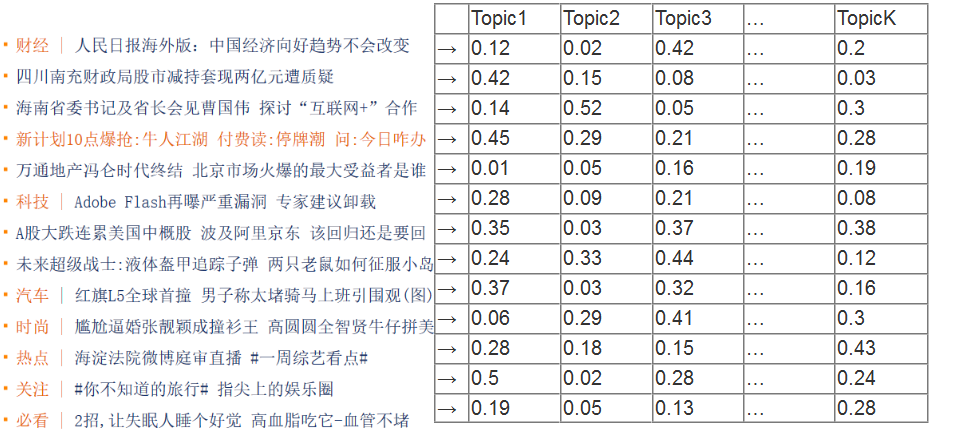 Topic1 Topic2 Topic3 … TopicK
财经 | 人民日报海外版：中国经济向好趋势不会改变 → 0.12 0.02 0.42 … 0.2
四川南充财政局股市减持套现两亿元遭质疑 → 0.42 0.15 0.08 … 0.03
海南省委书记及省长会见曹国伟 探讨“互联网+”合作 → 0.14 0.52 0.05 … 0.3
新计划10点爆抢:牛人江湖 付费读:停牌潮 问:今日咋办 → 0.45 0.29 0.21 … 0.28
万通地产冯仑时代终结 北京市场火爆的最大受益者是谁 → 0.01 0.05 0.16 … 0.19
科技 | Adobe Flash再曝严重漏洞 专家建议卸载 → 0.28 0.09 0.21 … 0.08
A股大跌连累美国中概股 波及阿里京东 该回归还是要回 → 0.35 0.03 0.37 … 0.38
未来超级战士:液体盔甲追踪子弹 两只老鼠如何征服小岛 → 0.24 0.33 0.44 … 0.12
汽车 | 红旗L5全球首撞 男子称太堵骑马上班引围观(图) → 0.37 0.03 0.32 … 0.16
时尚 | 尴尬逼婚张靓颖成撞衫王 高圆圆全智贤牛仔拼美 → 0.06 0.29 0.41 … 0.3
热点 | 海淀法院微博庭审直播 #一周综艺看点# → 0.28 0.18 0.15 … 0.43
关注 | #你不知道的旅行# 指尖上的娱乐圈 → 0.5 0.02 0.28 … 0.24
必看 | 2招,让失眠人睡个好觉 高血脂吃它-血管不堵 → 0.19 0.05 0.13 … 0.28